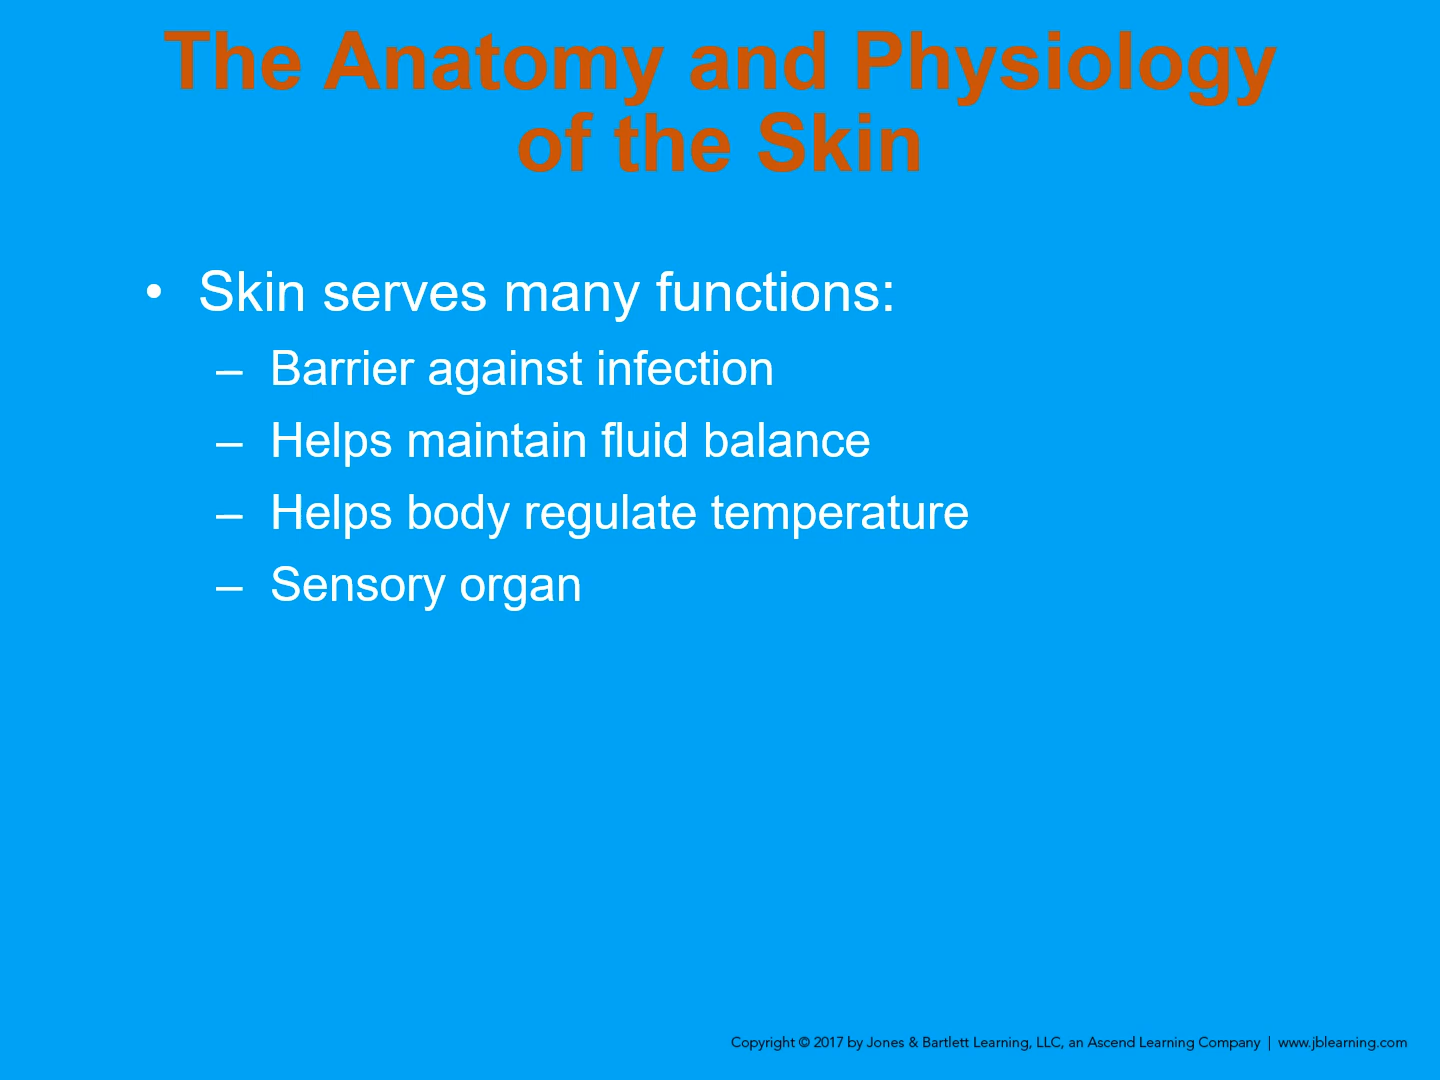 The Anatomy and Physiology
of the Skin
• Skin serves many functions:
– Barrier against infection
– Helps maintain fluid balance
– Helps body regulate temperature
– Sensory organ
Copyright © 2017 by Jones & Bartlett Learning, LLC, an Ascend Learning Company | www.jblearning.com